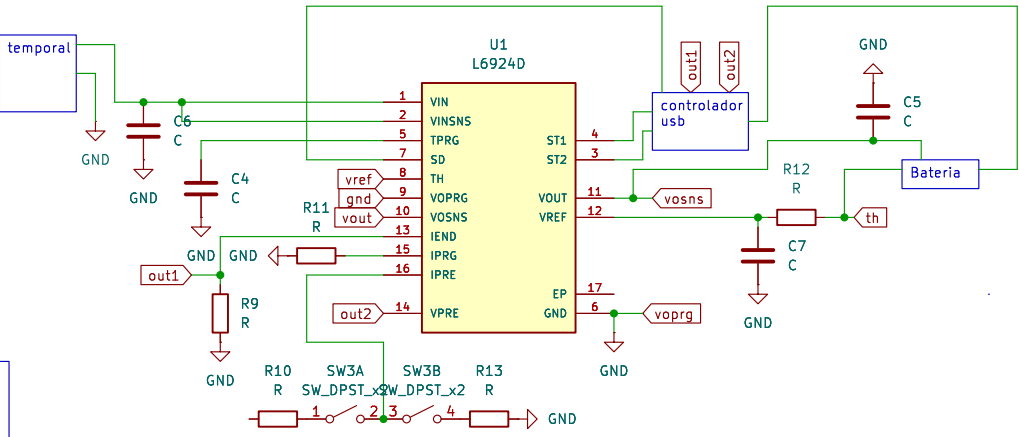 temporal
GND
C6
C
GND
C4
C
GND
GND
R11
R
out1
R9
R
GND
vref
gnd
vout
out2
U1
L6924D
1 VIN
2 VINSNS
5 TPRG
7 SD
8 TH
9 VOPRG
10 VOSNS
13 IEND
15 IPRG
16 IPRE
14 VPRE
ST1 4
ST2 3
VOUT 11
VREF 12
EP 17
GND 6
out1
out2
controlador
usb
GND
C5
C
Bateria
R12
R
vosns
th
C7
C
GND
voprg
GND
R10
R
SW3A
SW_DPST_x2
1 2
SW3B
SW_DPST_x2
3 4
R13
R
GND